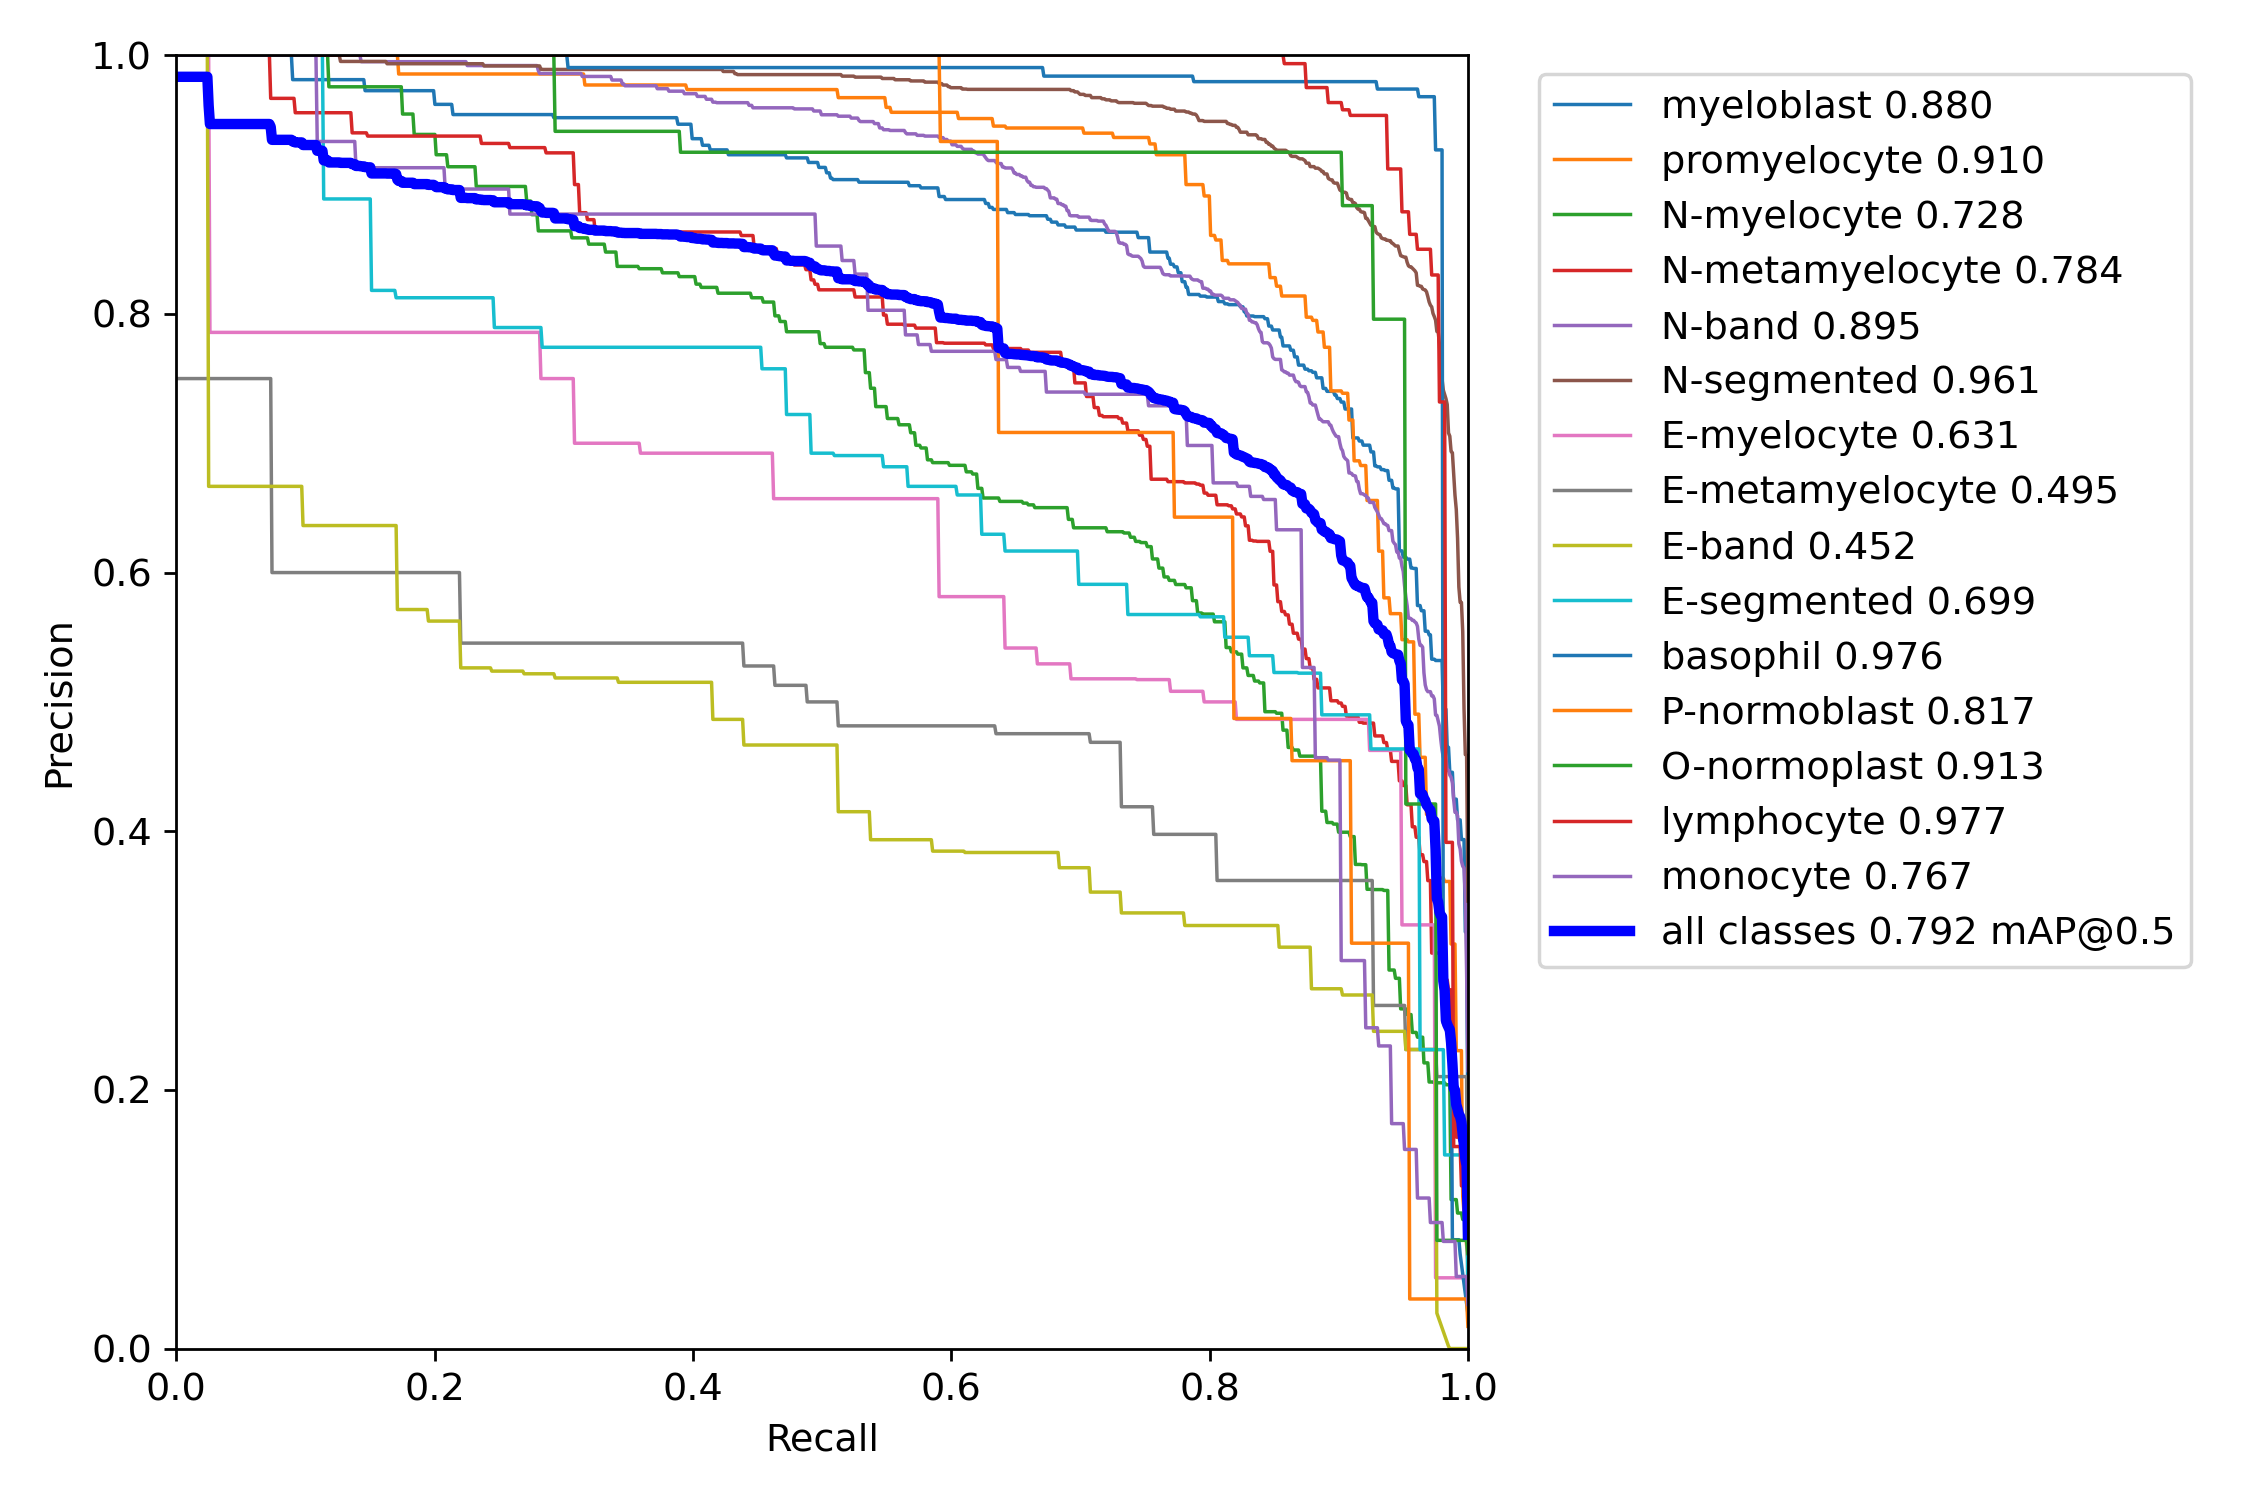 1.0
0.8
0.6
0.4
0.2
0.0
Precision
0.0 0.2 0.4 0.6 0.8 1.0
Recall
myeloblast 0.880
promyelocyte 0.910
N-myelocyte 0.728
N-metamyelocyte 0.784
N-band 0.895
N-segmented 0.961
E-myelocyte 0.631
E-metamyelocyte 0.495
E-band 0.452
E-segmented 0.699
basophil 0.976
P-normoblast 0.817
O-normoplast 0.913
lymphocyte 0.977
monocyte 0.767
all classes 0.792 mAP@0.5